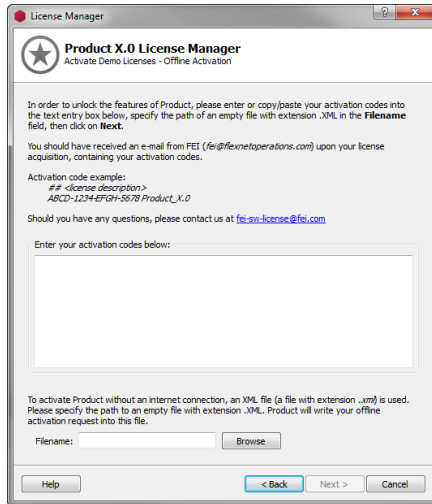 License Manager
?
Product X.0 License Manager
Activate Demo Licenses - Offline Activation
In order to unlock the features of Product, please enter or copy/paste your activation codes into
the text entry box below, specify the path of an empty file with extension .XML in the Filename
field, then click on Next.
You should have received an e-mail from FEI (fei@flexnetoperations.com) upon your license
acquisition, containing your activation codes.
Activation code example:
## <license description>
ABCD-1234-EFGH-5678 Product_X.0
Should you have any questions, please contact us at fei-sw-license@fei.com
Enter your activation codes below:
To activate Product without an internet connection, an XML file (a file with extension ..xml) is used.
Please specify the path to an empty file with extension .XML. Product will write your offline
activation request into this file.
Filename:
Browse
Help
< Back
Next >
Cancel